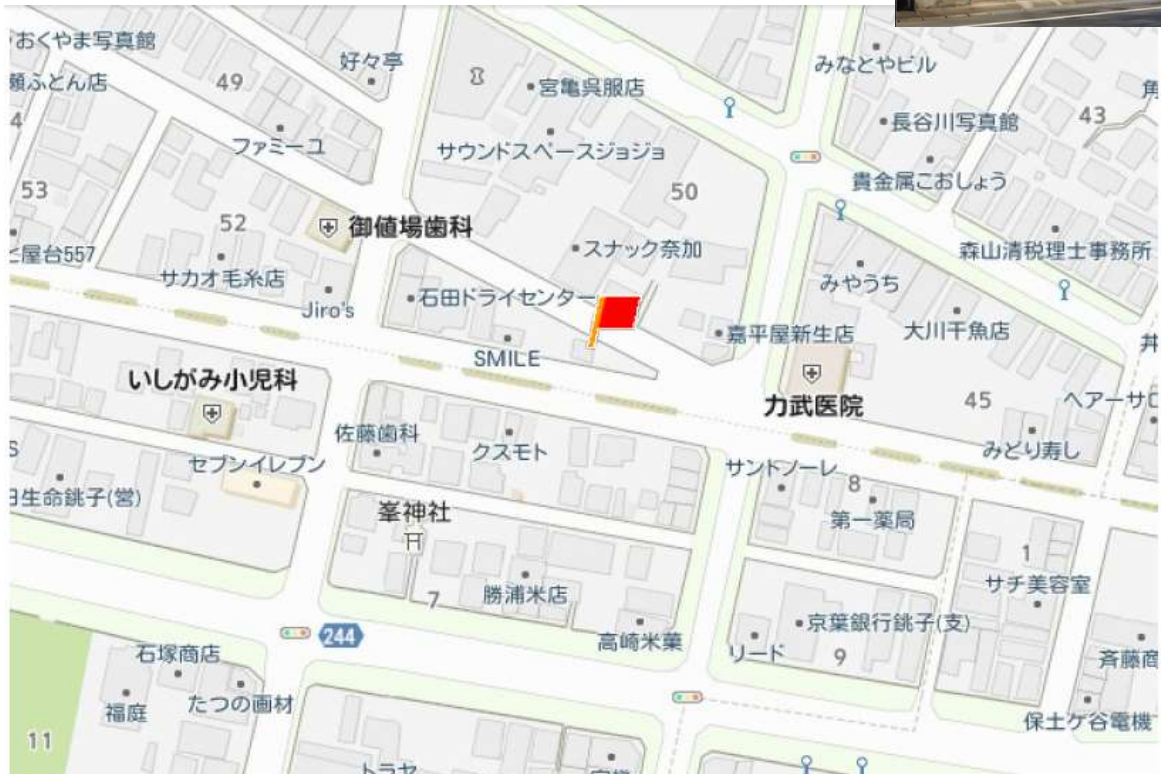 おくやま写真館
好々亭
みなとやビル
願ふとん店
49
宮亀呉服店
43
長谷川写真館
ファミーユ
サウンドスペースジョジョ
貴金属こおしょう
53
50
52
御値場歯科
屋台557
スナック奈加
森山清税理士事務所
サカオ毛糸店
みやうち
石田ドライセンター
Jiro's
嘉平屋新生店
大川干魚店
SMILE
いしがみ小児科
力武医院
45
ヘアーサロ
佐藤歯科
クスモト
みどり寿し
セブンイレブン
サントノーレ
日生命銚子(営)
8
第一薬局
峯神社
1
サチ美容室
7
勝浦米店
京葉銀行銚子(支)
244
高崎米菓
リード
9
石塚商店
斉藤商
たつの画材
福庭
保土ケ谷電機
11
トラヤ